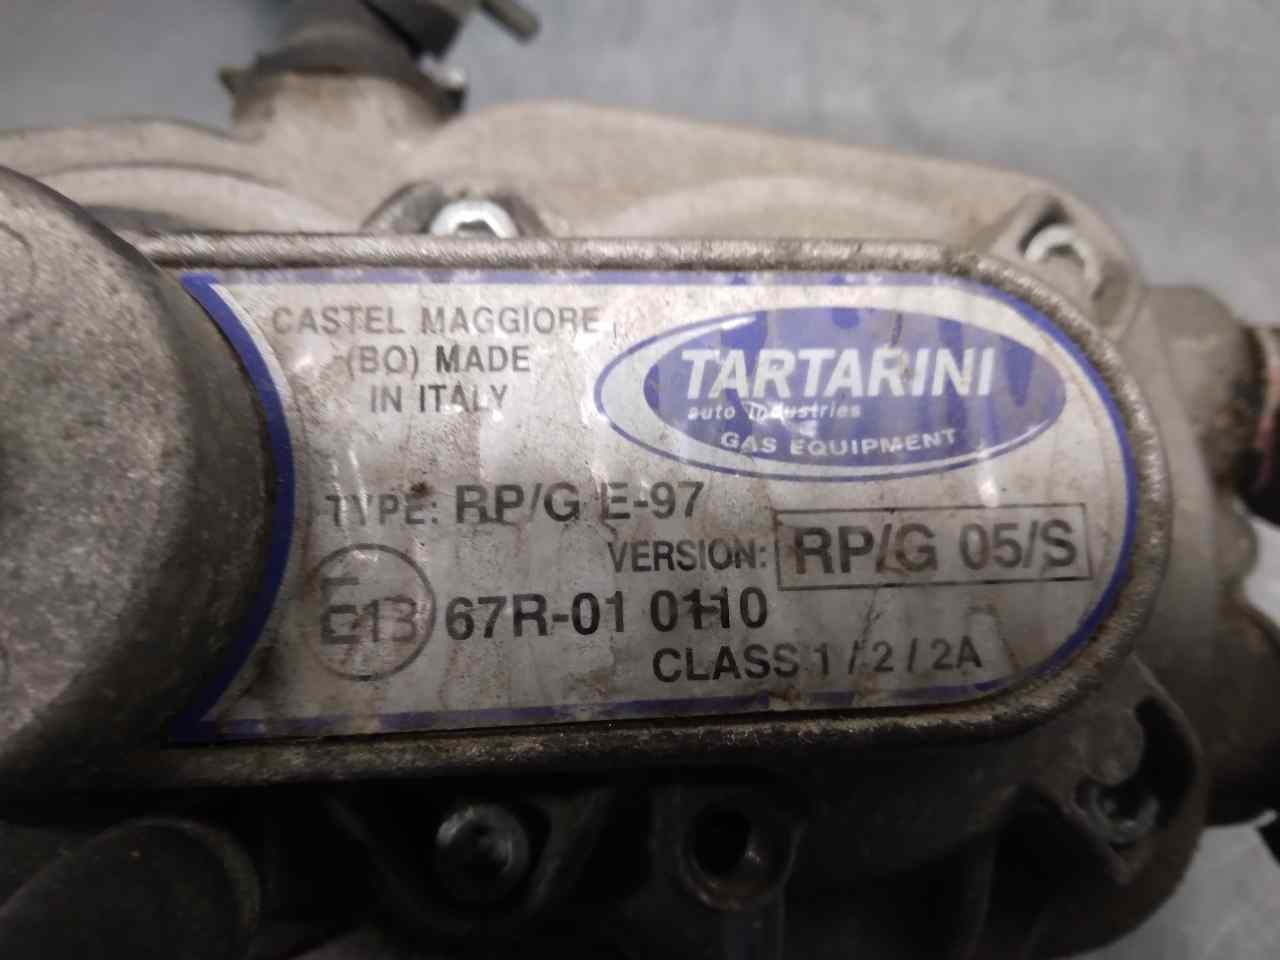 CASTEL MAGGIORE
(BO) MADE
IN ITALY
TARTARINI
auto industries
GAS EQUIPMENT
TYPE: RP/G E-97
VERSION: RP/G 05/S
E13 67R-01 0110
CLASS 1 / 2 / 2A